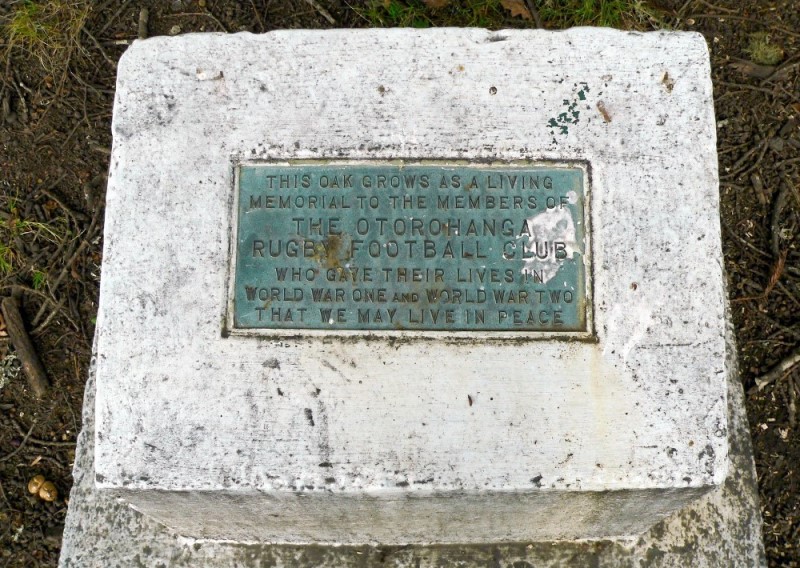 THIS OAK GROWS AS A LIVING
MEMORIAL TO THE MEMBERS OF
THE OTOROHANGA
RUGBY FOOTBALL CLUB
WHO GAVE THEIR LIVES IN
WORLD WAR ONE AND WORLD WAR TWO
THAT WE MAY LIVE IN PEACE